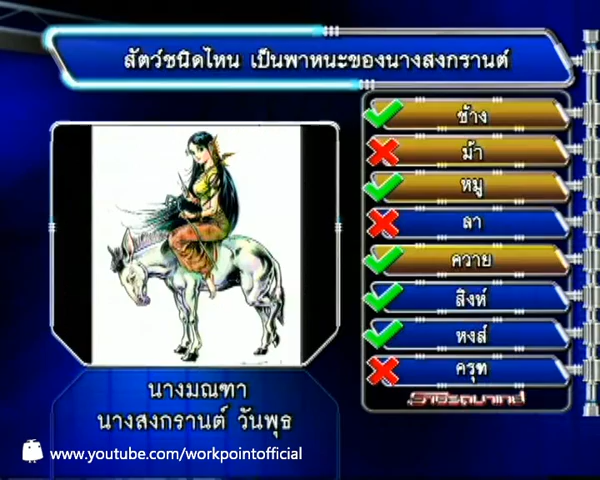 สัตว์ชนิดไหน เป็นพาหนะของนางสงกรานต์
ช้าง
ม้า
หมู
ลา
ควาย
สิงห์
หงส์
ครุฑ
นางมณฑา
นางสงกรานต์ วันพุธ
www.youtube.com/workpointofficial